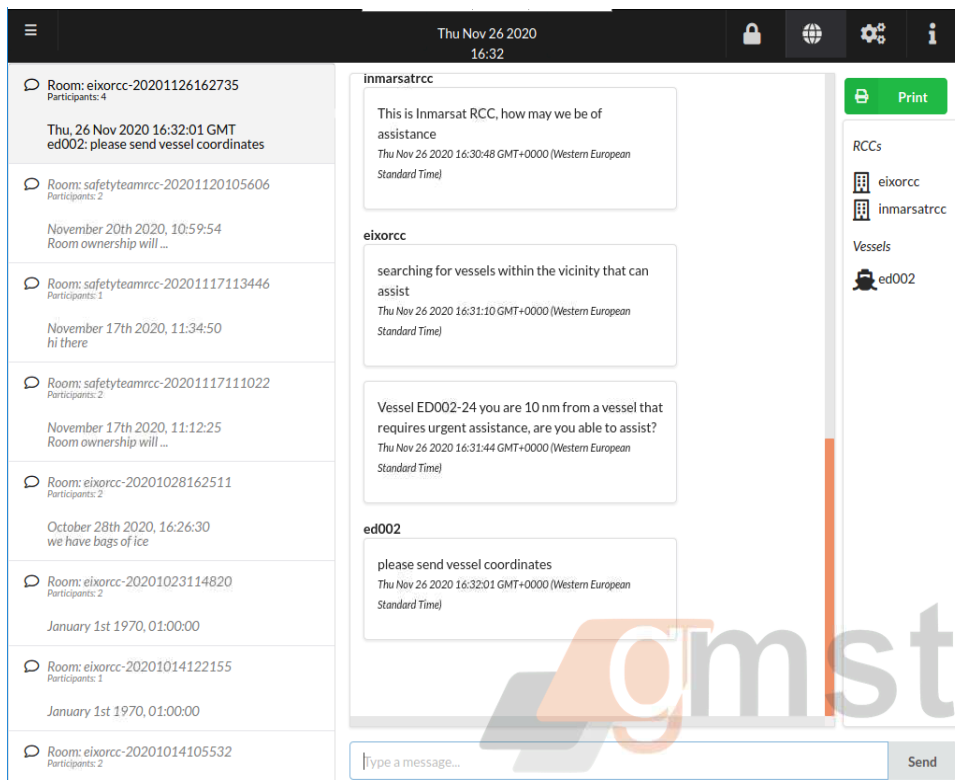 Thu Nov 26 2020
16:32
Room: eixorcc-20201126162735
Participants: 4
Thu, 26 Nov 2020 16:32:01 GMT
ed002: please send vessel coordinates
Room: safetyteamrcc-20201120105606
Participants: 2
November 20th 2020, 10:59:54
Room ownership will ...
Room: safetyteamrcc-20201117113446
Participants: 1
November 17th 2020, 11:34:50
hi there
Room: safetyteamrcc-20201117111022
Participants: 2
November 17th 2020, 11:12:25
Room ownership will ...
Room: eixorcc-20201028162511
Participants: 2
October 28th 2020, 16:26:30
we have bags of ice
Room: eixorcc-20201023114820
Participants: 2
January 1st 1970, 01:00:00
Room: eixorcc-20201014122155
Participants: 1
January 1st 1970, 01:00:00
Room: eixorcc-20201014105532
Participants: 2
inmarsatrcc
This is Inmarsat RCC, how may we be of
assistance
Thu Nov 26 2020 16:30:48 GMT+0000 (Western European
Standard Time)
eixorcc
searching for vessels within the vicinity that can
assist
Thu Nov 26 2020 16:31:10 GMT+0000 (Western European
Standard Time)
Vessel ED002-24 you are 10 nm from a vessel that
requires urgent assistance, are you able to assist?
Thu Nov 26 2020 16:31:44 GMT+0000 (Western European
Standard Time)
ed002
please send vessel coordinates
Thu Nov 26 2020 16:32:01 GMT+0000 (Western European
Standard Time)
Type a message...
Send
Print
RCCs
eixorcc
inmarsatrcc
Vessels
ed002
gmst